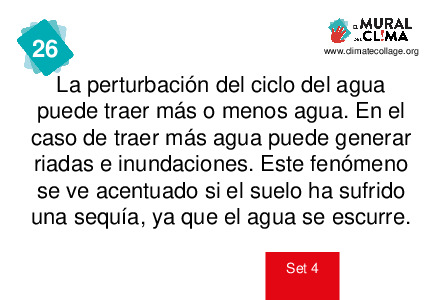 26
EL MURAL
DEL CL!MA
www.climatecollage.org
La perturbación del ciclo del agua
puede traer más o menos agua. En el
caso de traer más agua puede generar
riadas e inundaciones. Este fenómeno
se ve acentuado si el suelo ha sufrido
una sequía, ya que el agua se escurre.
Set 4